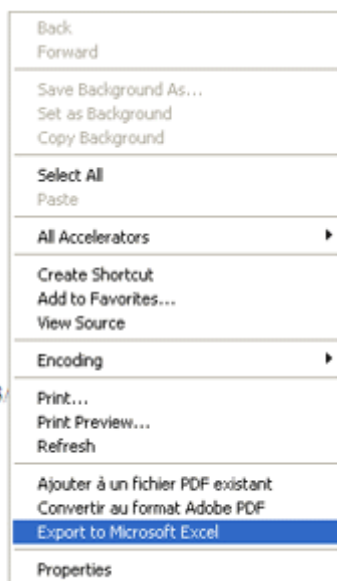 Back
Forward
Save Background As...
Set as Background
Copy Background
Select All
Paste
All Accelerators
Create Shortcut
Add to Favorites...
View Source
Encoding
Print...
Print Preview...
Refresh
Ajouter à un fichier PDF existant
Convertir au format Adobe PDF
Export to Microsoft Excel
Properties